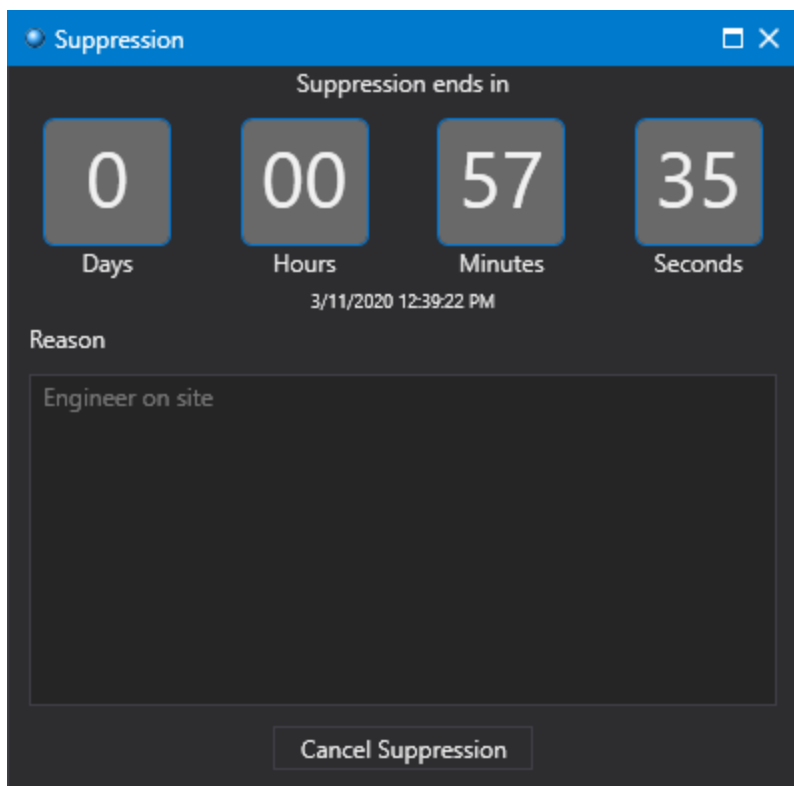 Suppression
Suppression ends in
0 00 57 35
Days Hours Minutes Seconds
3/11/2020 12:39:22 PM
Reason
Engineer on site
Cancel Suppression